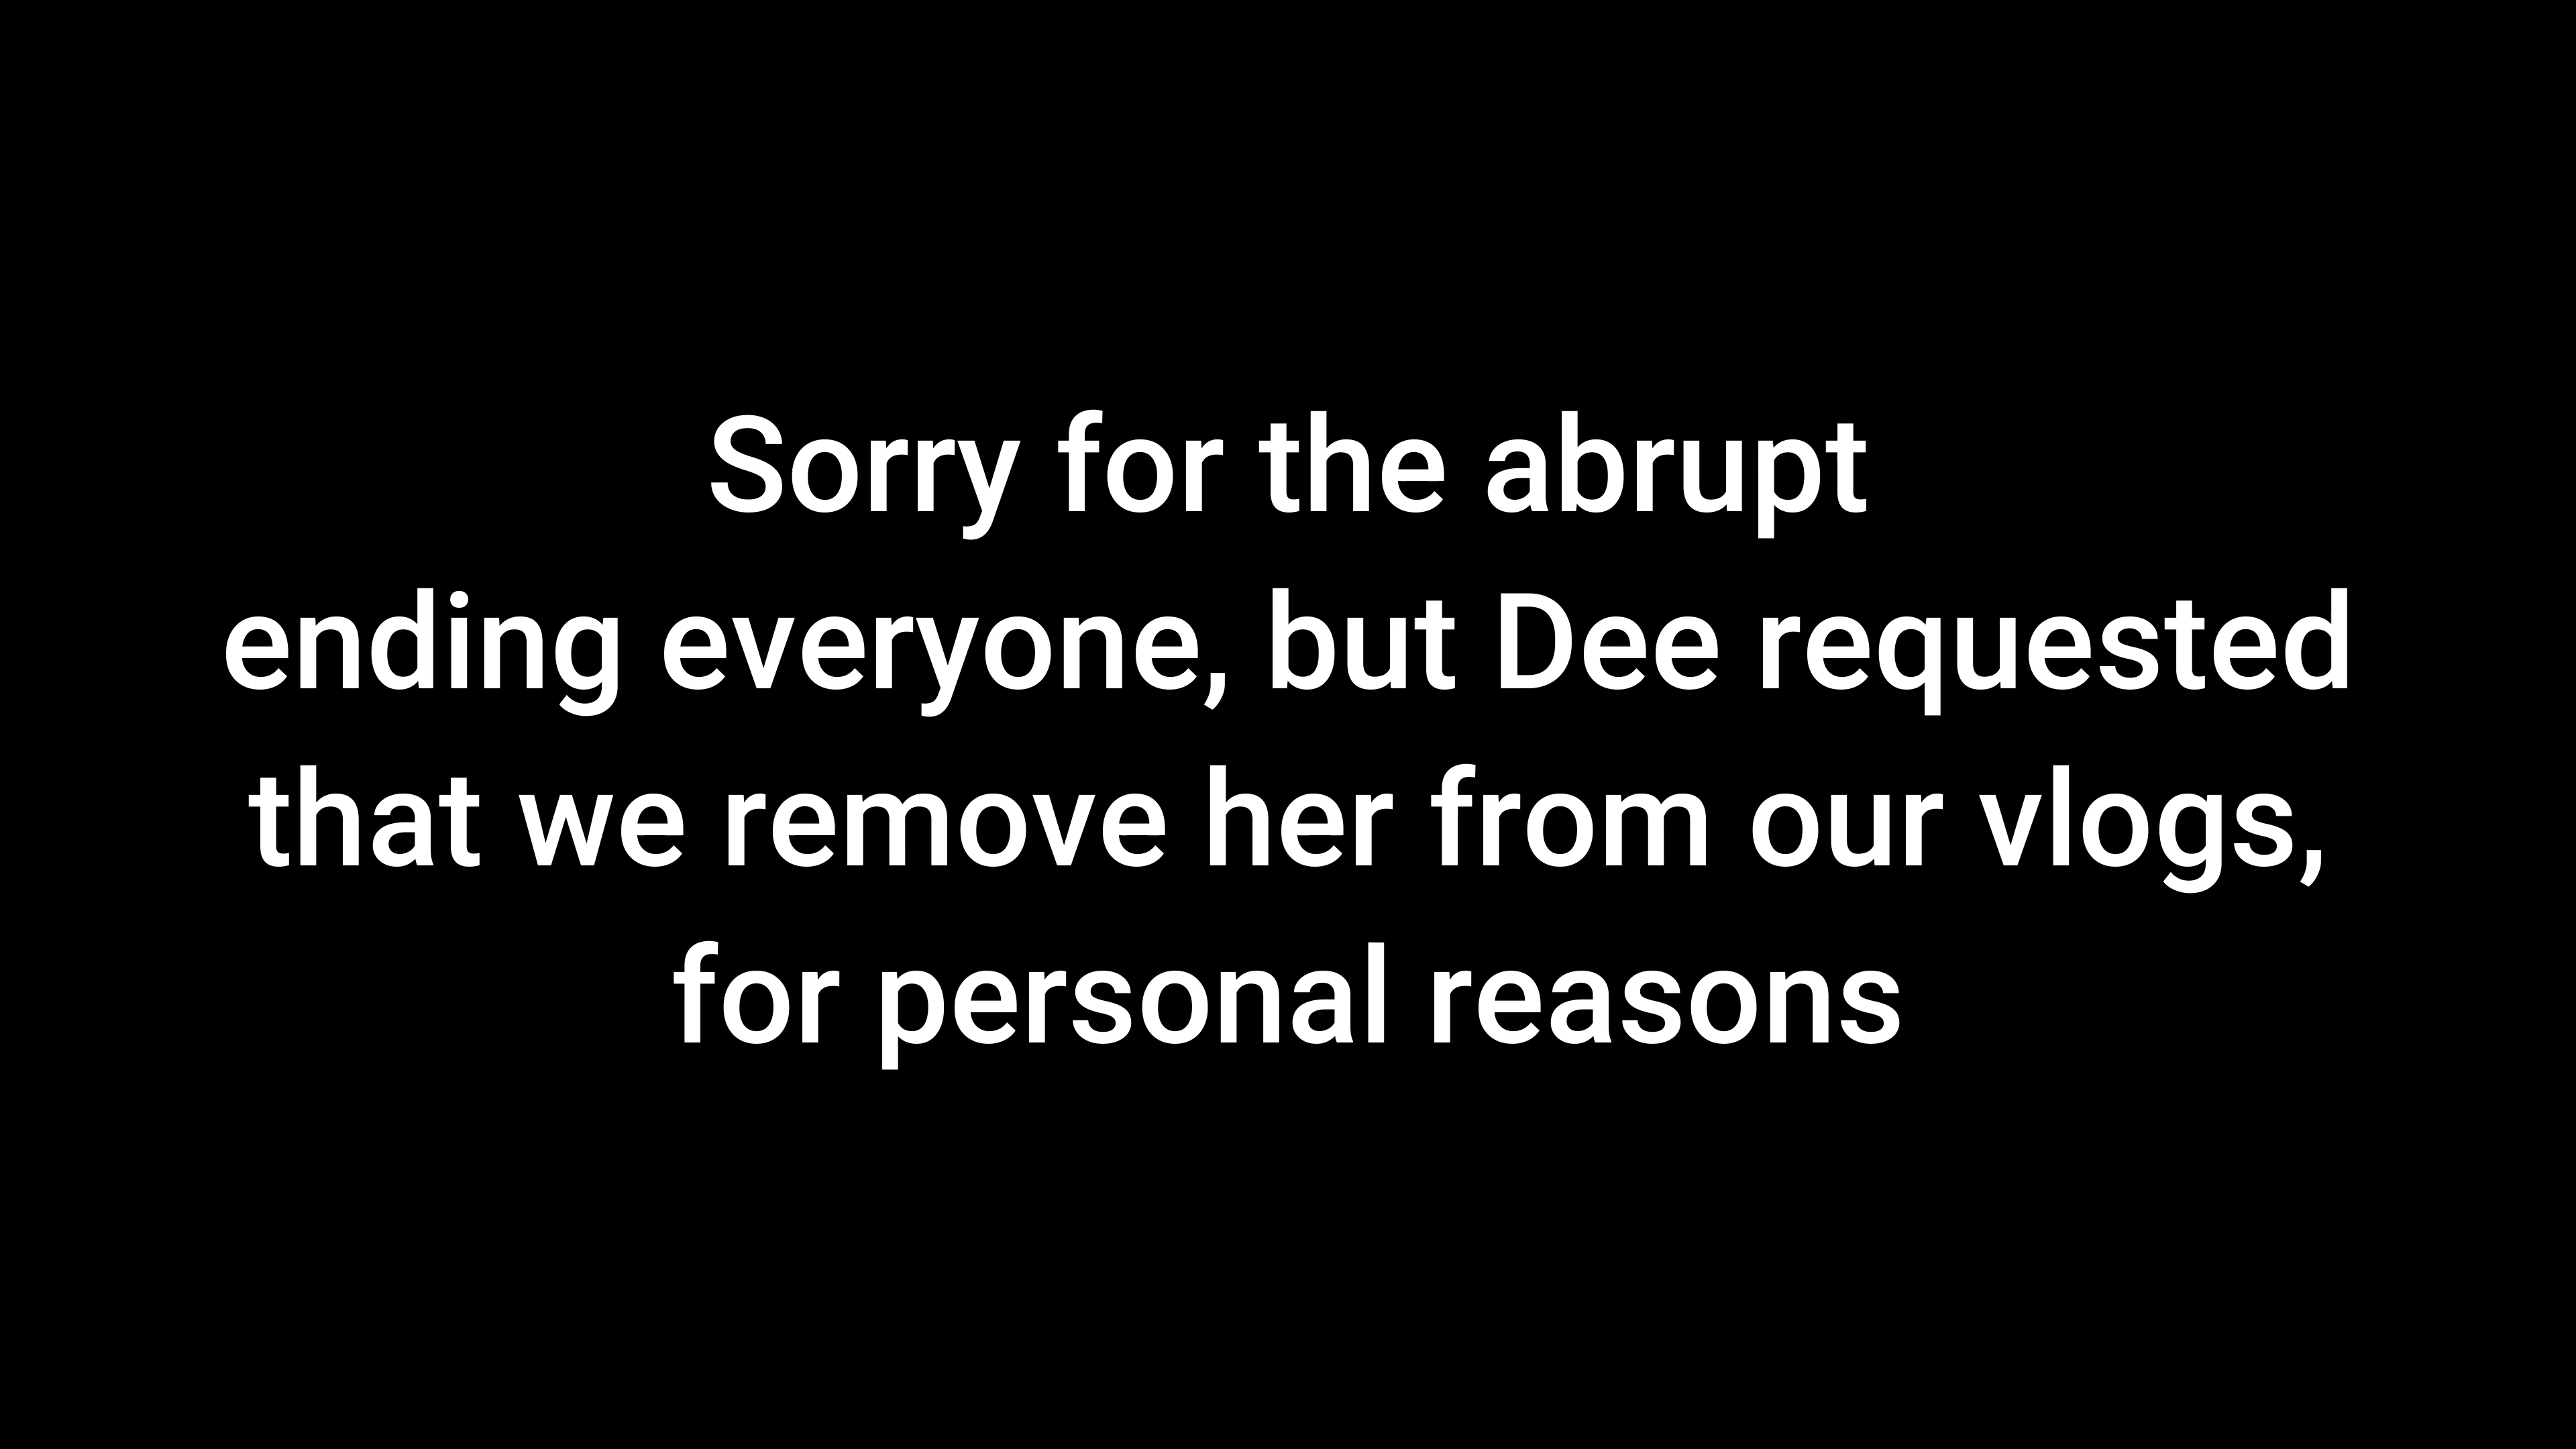 Sorry for the abrupt
ending everyone, but Dee requested
that we remove her from our vlogs,
for personal reasons